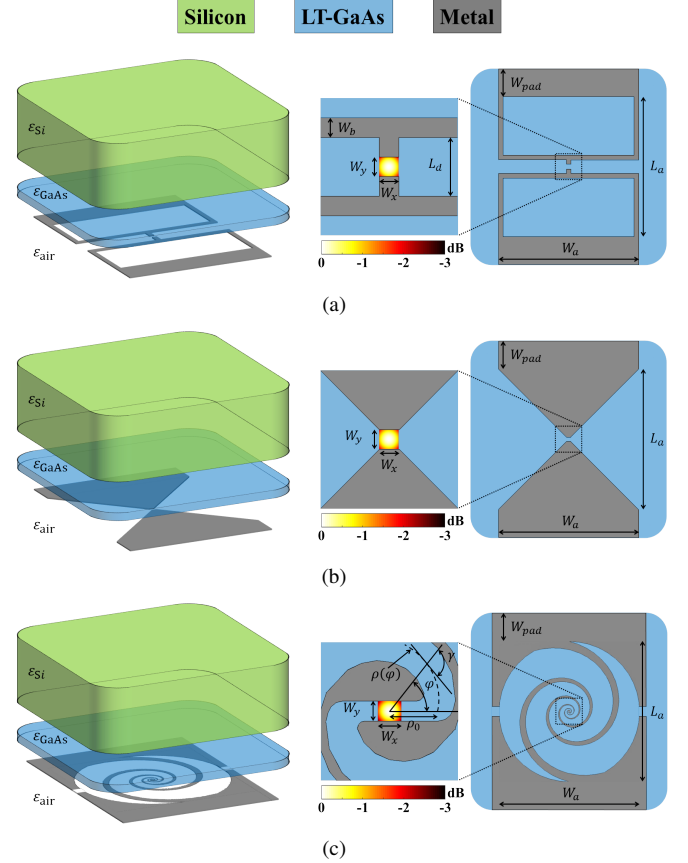 Silicon LT-GaAs Metal
ε_Si
ε_GaAs
ε_air
W_b
W_y
L_d
W_x
dB
0 -1 -2 -3
W_pad
L_a
W_a
(a)
ε_Si
ε_GaAs
ε_air
W_y
W_x
dB
0 -1 -2 -3
W_pad
L_a
W_a
(b)
ε_Si
ε_GaAs
ε_air
ρ(φ)
γ
φ
W_y
ρ_0
W_x
dB
0 -1 -2 -3
W_pad
L_a
W_a
(c)